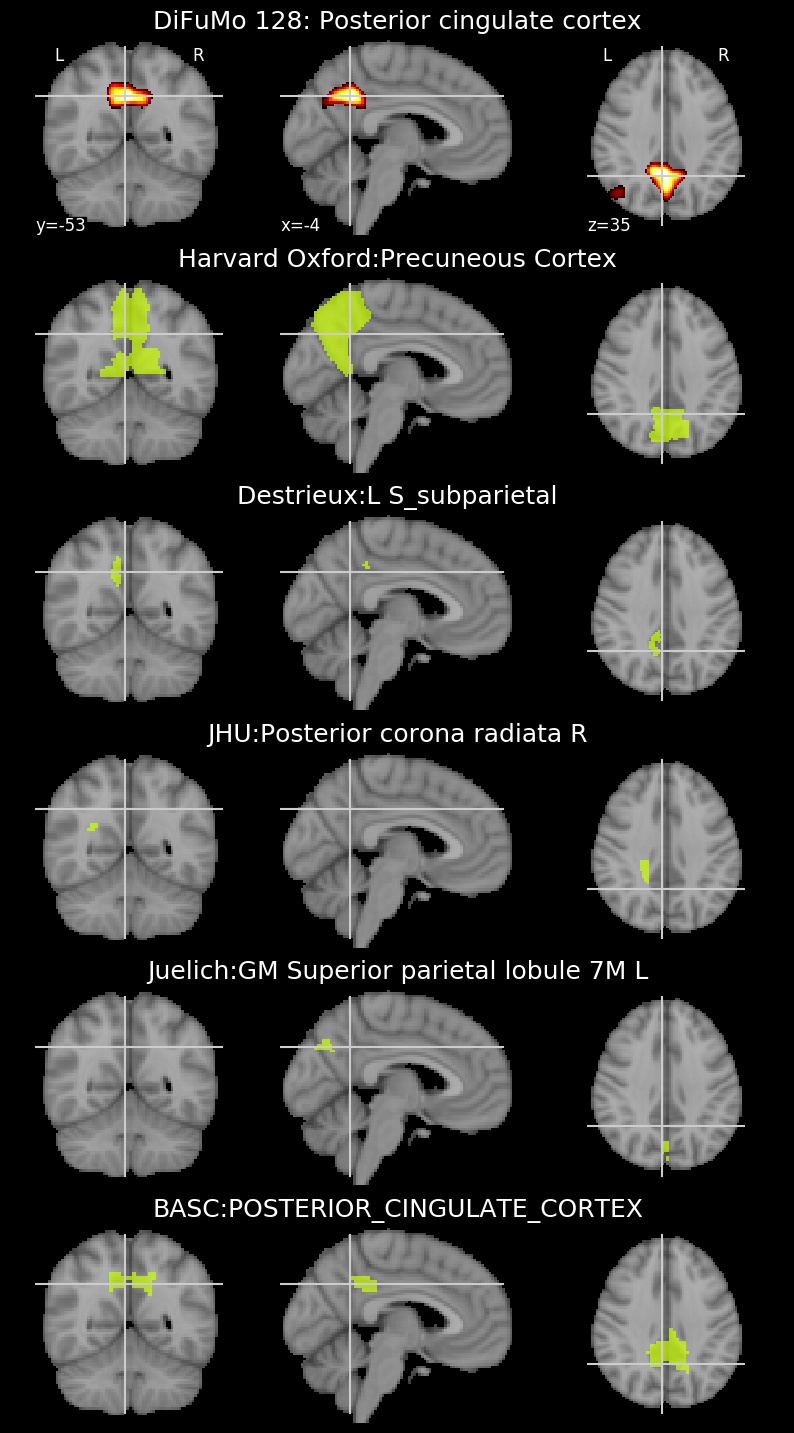 DiFuMo 128: Posterior cingulate cortex
L R L R
y=-53 x=-4 z=35
Harvard Oxford:Precuneous Cortex
Destrieux:L S_subparietal
JHU:Posterior corona radiata R
Juelich:GM Superior parietal lobule 7M L
BASC:POSTERIOR_CINGULATE_CORTEX